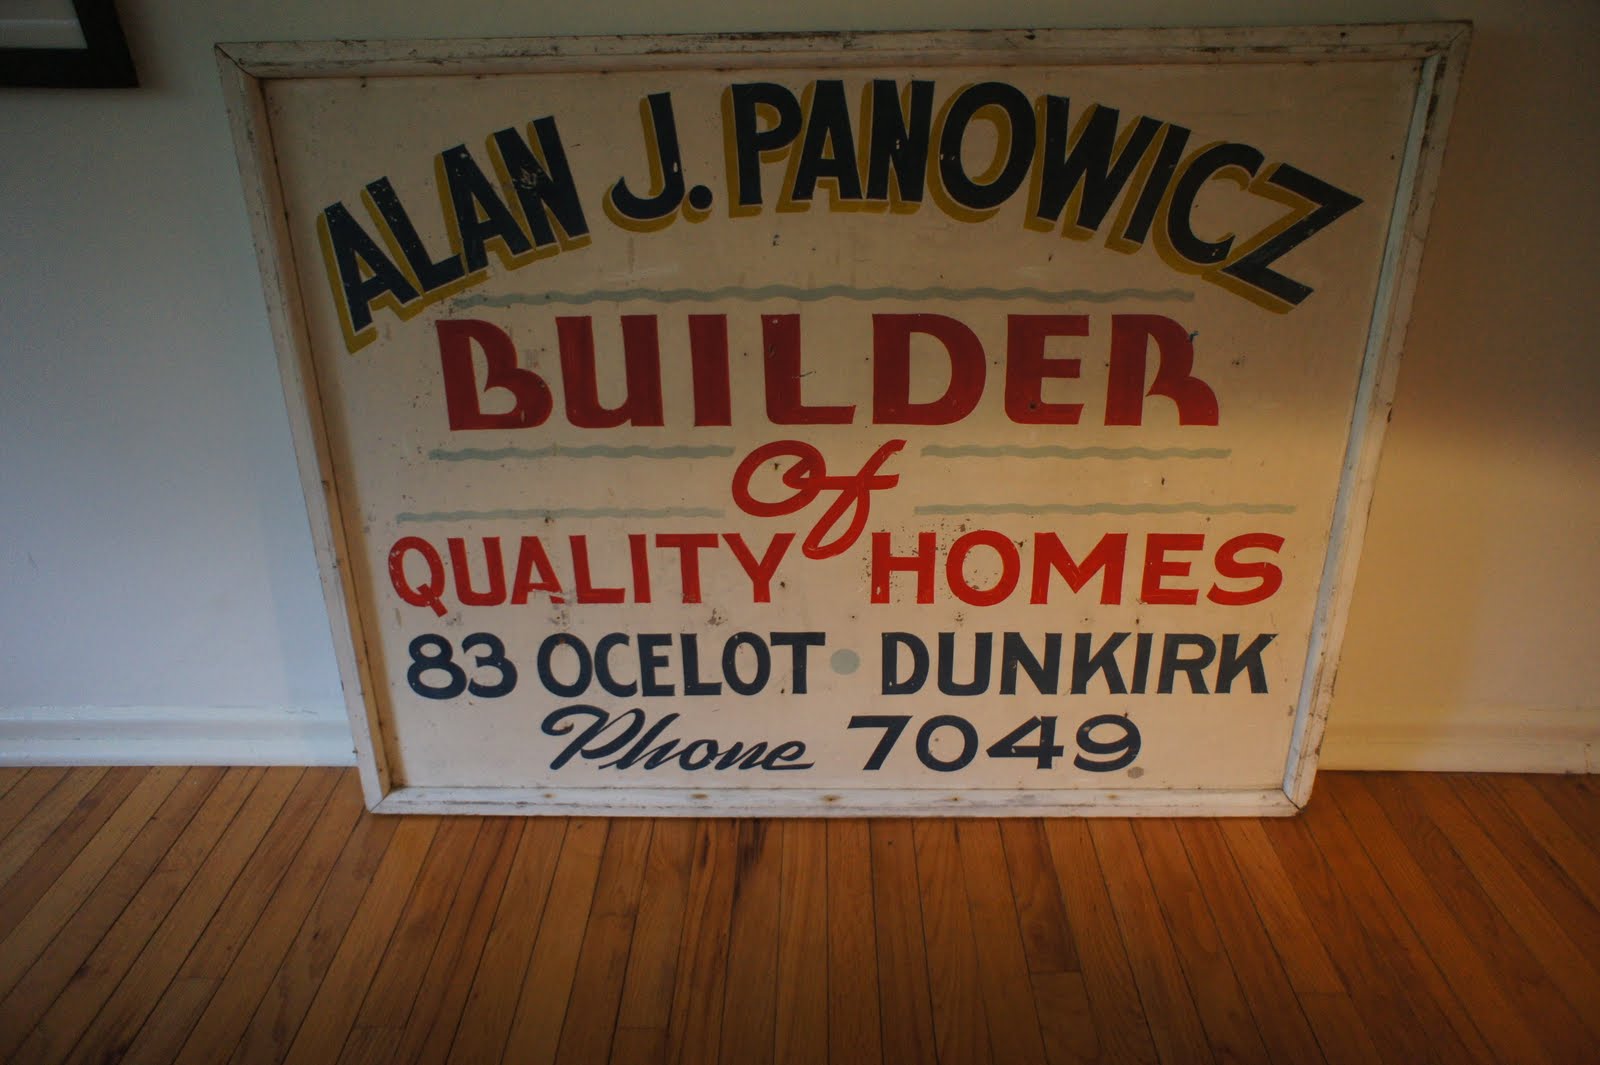 ALAN J. PANOWICZ
BUILDER
of
QUALITY HOMES
83 OCELOT • DUNKIRK
Phone 7049